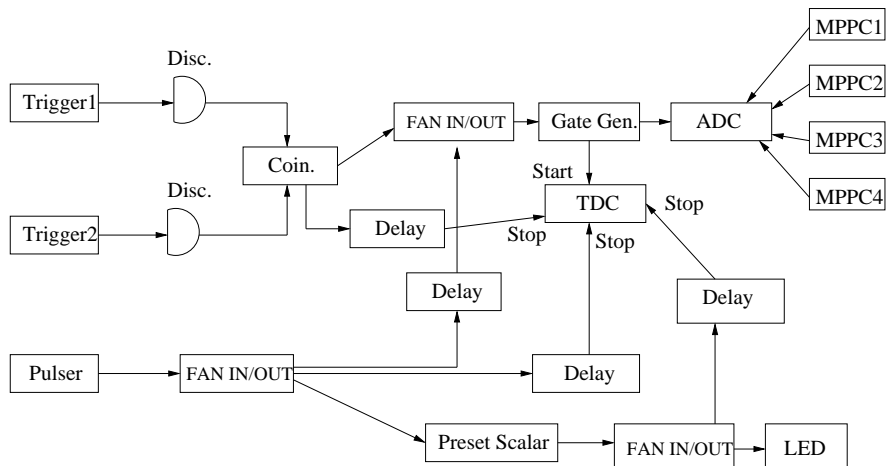 MPPC1
Disc.
MPPC2
Trigger1
FAN IN/OUT
Gate Gen.
ADC
MPPC3
Coin.
Start
Disc.
MPPC4
TDC
Stop
Trigger2
Delay
Stop
Stop
Delay
Delay
Pulser
FAN IN/OUT
Delay
Preset Scalar
FAN IN/OUT
LED